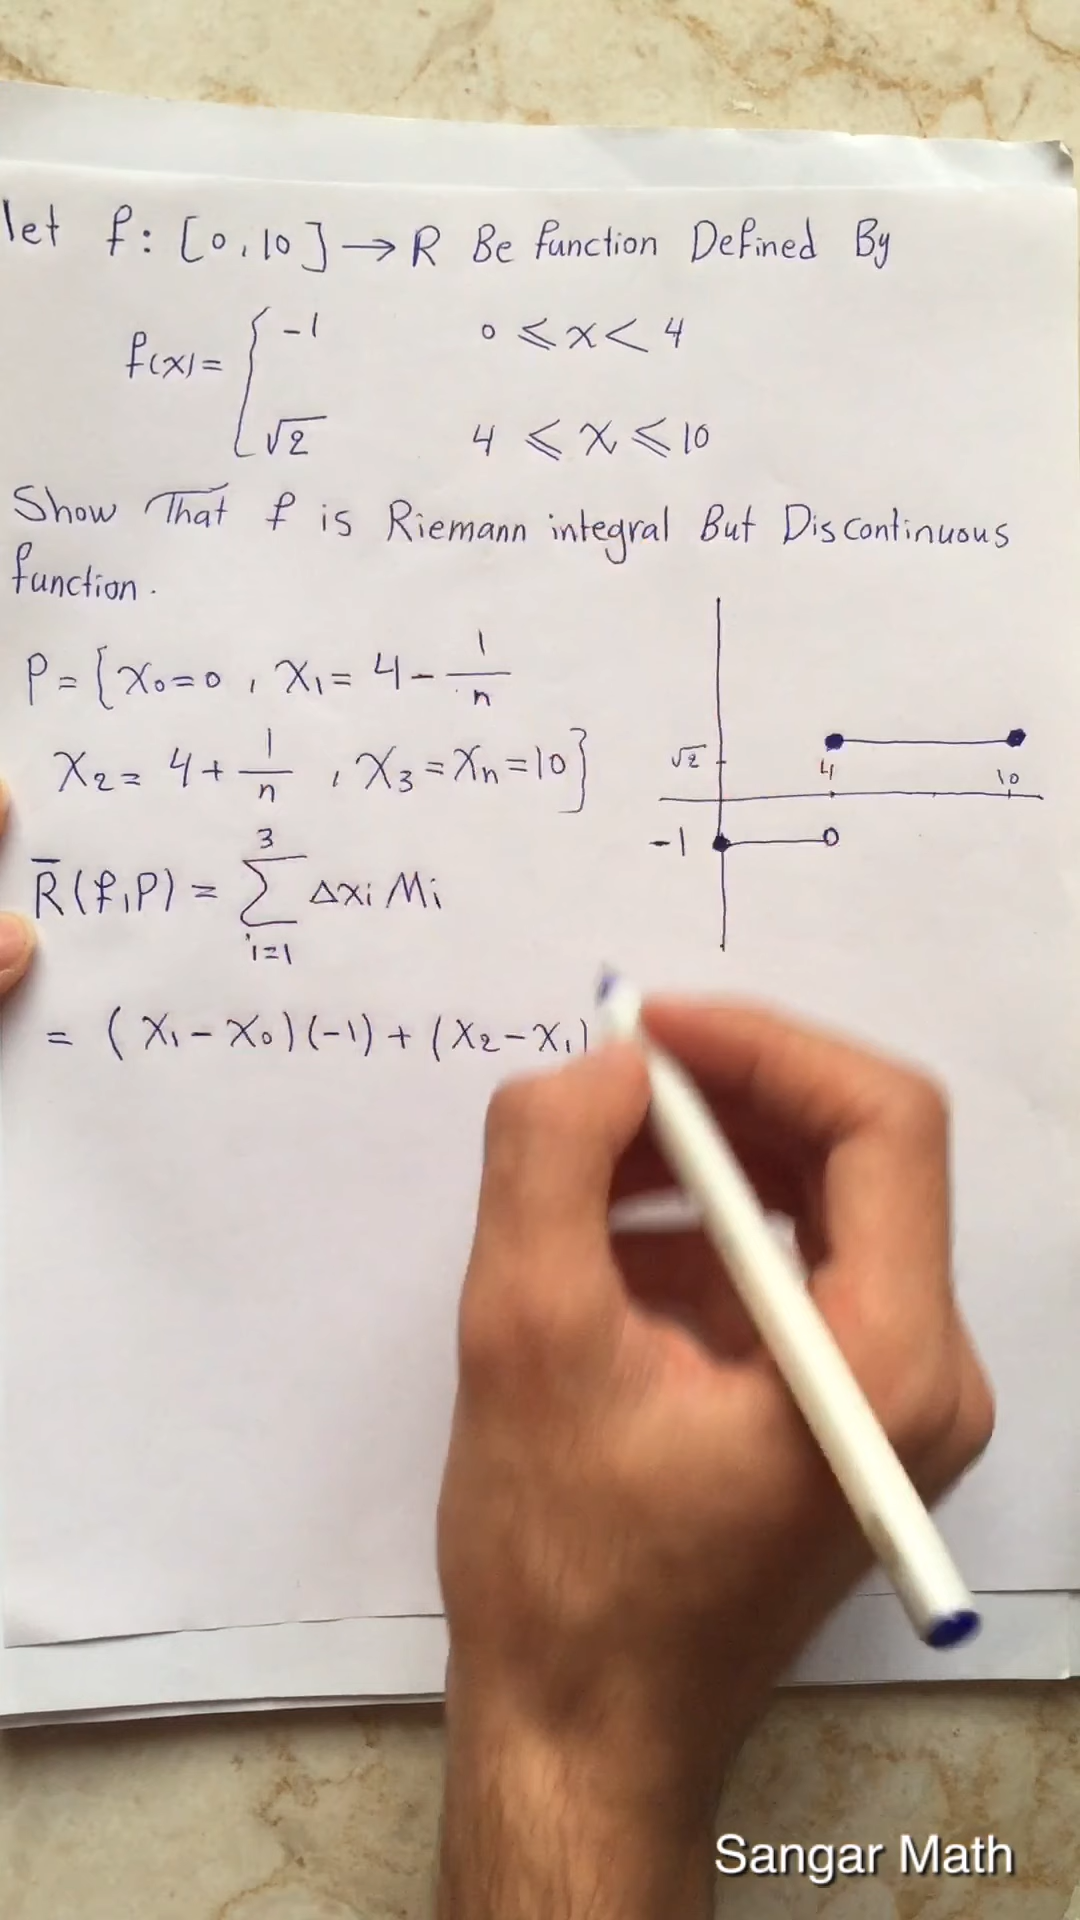 let f: [0,10] → R Be function Defined By
f(x) = { -1 0 ⩽ x < 4
√2 4 ⩽ x ⩽ 10
Show That f is Riemann integral But Discontinuous
function.
P = { x₀=0 , x₁ = 4 - 1/n
x₂ = 4 + 1/n , x₃ = xₙ = 10 }
√2 4 10
-1
R̄(f,P) = ∑_{i=1}^{3} Δxi Mi
= (x₁ - x₀)(-1) + (x₂ - x₁)
Sangar Math